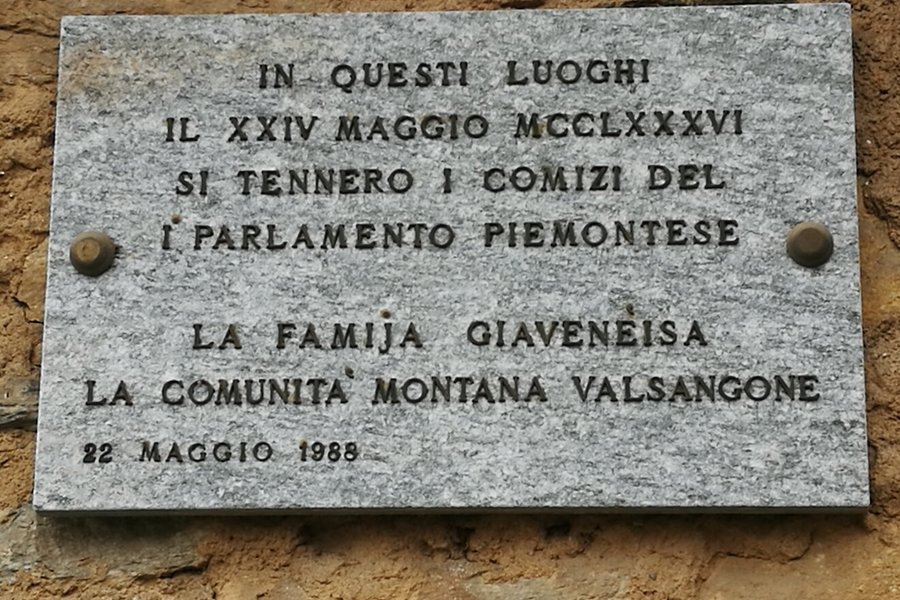 IN QUESTI LUOGHI
IL XXIV MAGGIO MCCLXXXVI
SI TENNERO I COMIZI DEL
I° PARLAMENTO PIEMONTESE
LA FAMIJA GIAVENÈISA
LA COMUNITA' MONTANA VALSANGONE
22 MAGGIO 1988